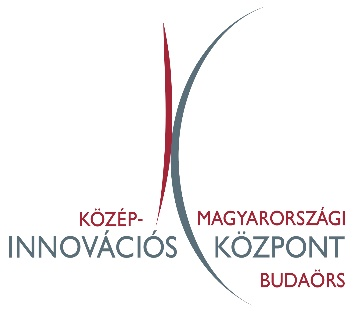 KÖZÉP- MAGYARORSZÁGI
INNOVÁCIÓS KÖZPONT
BUDAÖRS